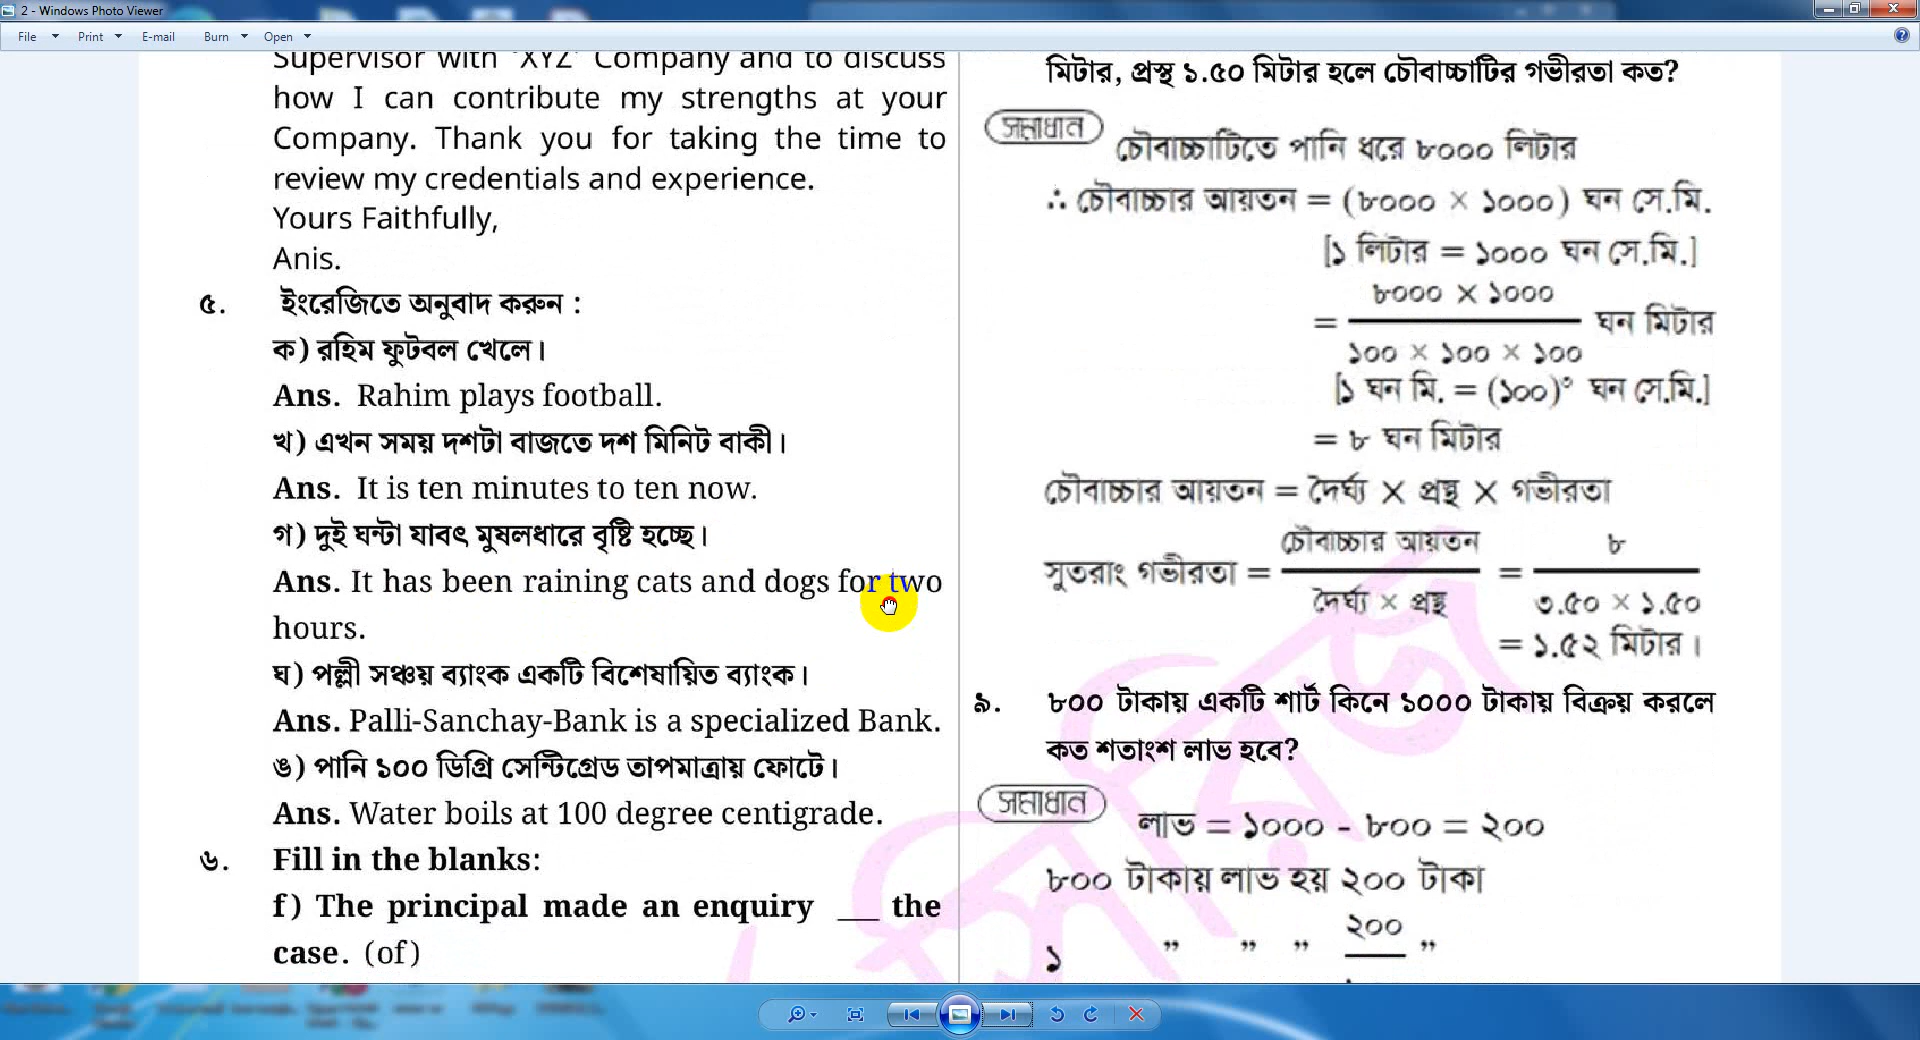 2 - Windows Photo Viewer
File Print E-mail Burn Open
Supervisor with 'XYZ' Company and to discuss
how I can contribute my strengths at your
Company. Thank you for taking the time to
review my credentials and experience.
Yours Faithfully,
Anis.
৫. ইংরেজিতে অনুবাদ করুন :
ক) রহিম ফুটবল খেলে।
Ans. Rahim plays football.
খ) এখন সময় দশটা বাজতে দশ মিনিট বাকী।
Ans. It is ten minutes to ten now.
গ) দুই ঘন্টা যাবৎ মুষলধারে বৃষ্টি হচ্ছে।
Ans. It has been raining cats and dogs for two
hours.
ঘ) পল্লী সঞ্চয় ব্যাংক একটি বিশেষায়িত ব্যাংক।
Ans. Palli-Sanchay-Bank is a specialized Bank.
ঙ) পানি ১০০ ডিগ্রি সেন্টিগ্রেড তাপমাত্রায় ফোটে।
Ans. Water boils at 100 degree centigrade.
৬. Fill in the blanks:
f) The principal made an enquiry ___ the
case. (of)
মিটার, প্রস্থ ১.৫০ মিটার হলে চৌবাচ্চাটির গভীরতা কত?
সমাধান
চৌবাচ্চাটিতে পানি ধরে ৮০০০ লিটার
∴ চৌবাচ্চার আয়তন = (৮০০০ × ১০০০) ঘন সে.মি.
[১ লিটার = ১০০০ ঘন সে.মি.]
৮০০০ × ১০০০
= ঘন মিটার
১০০ × ১০০ × ১০০
[১ ঘন মি. = (১০০)° ঘন সে.মি.]
= ৮ ঘন মিটার
চৌবাচ্চার আয়তন = দৈর্ঘ্য × প্রস্থ × গভীরতা
চৌবাচ্চার আয়তন ৮
সুতরাং গভীরতা = =
দৈর্ঘ্য × প্রস্থ ৩.৫০ × ১.৫০
= ১.৫২ মিটার।
৯. ৮০০ টাকায় একটি শার্ট কিনে ১০০০ টাকায় বিক্রয় করলে
কত শতাংশ লাভ হবে?
সমাধান
লাভ = ১০০০ - ৮০০ = ২০০
৮০০ টাকায় লাভ হয় ২০০ টাকা
২০০
১ " " " "